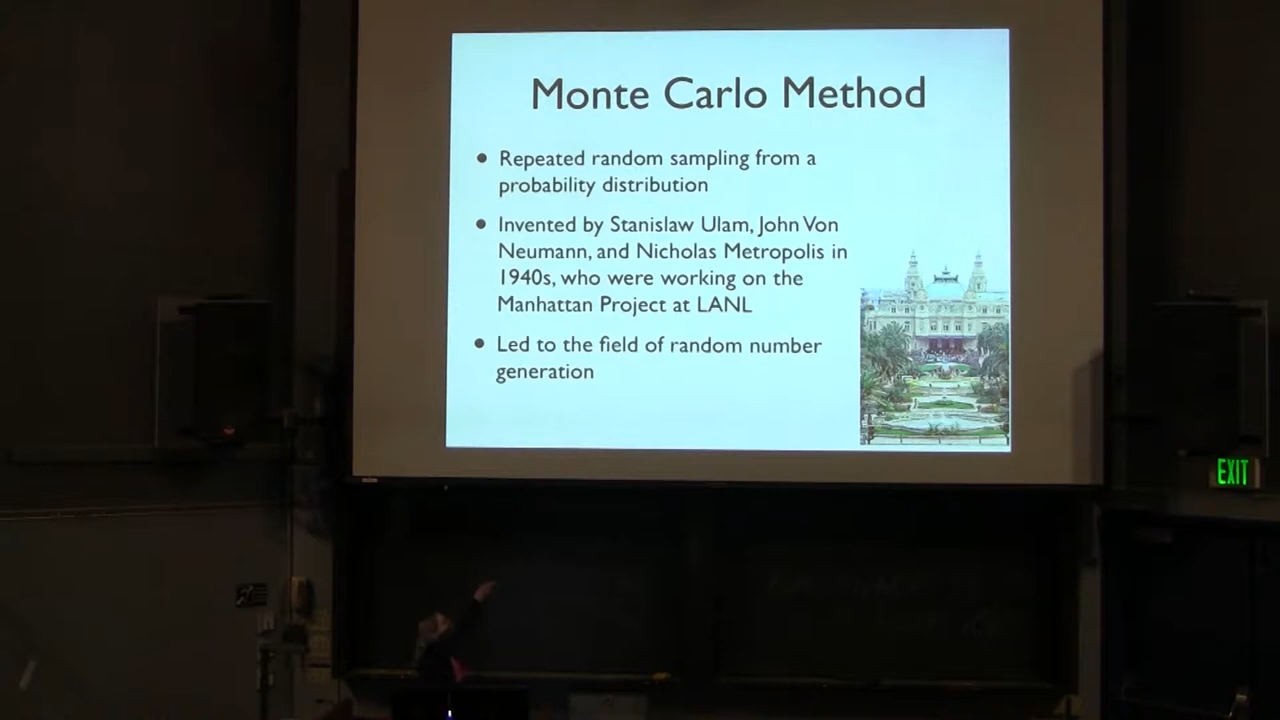 Monte Carlo Method
• Repeated random sampling from a
probability distribution
• Invented by Stanislaw Ulam, John Von
Neumann, and Nicholas Metropolis in
1940s, who were working on the
Manhattan Project at LANL
• Led to the field of random number
generation
EXIT